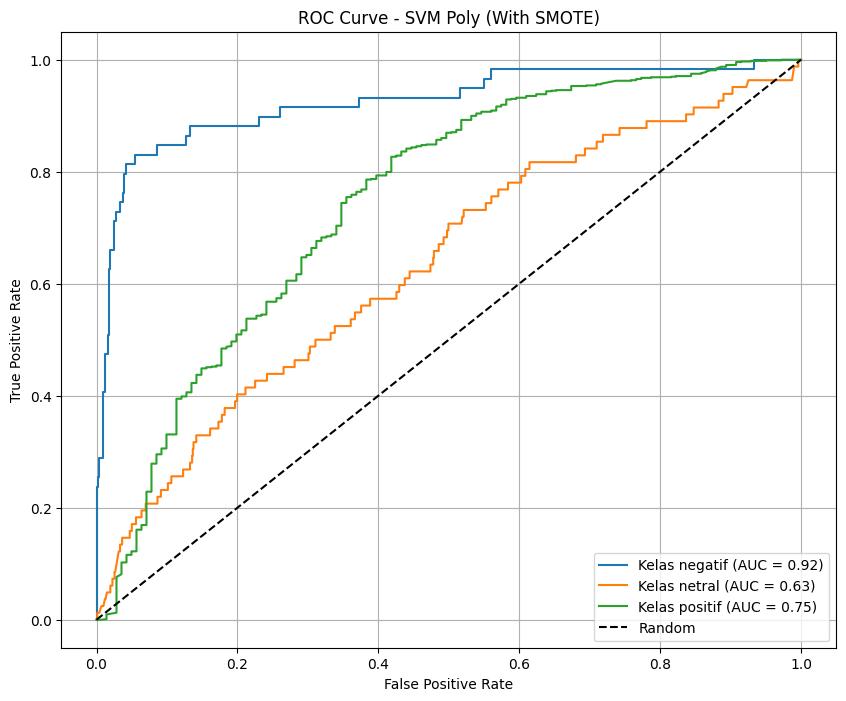 ROC Curve - SVM Poly (With SMOTE)
True Positive Rate
1.0
0.8
0.6
0.4
0.2
0.0
0.0 0.2 0.4 0.6 0.8 1.0
False Positive Rate
Kelas negatif (AUC = 0.92)
Kelas netral (AUC = 0.63)
Kelas positif (AUC = 0.75)
Random